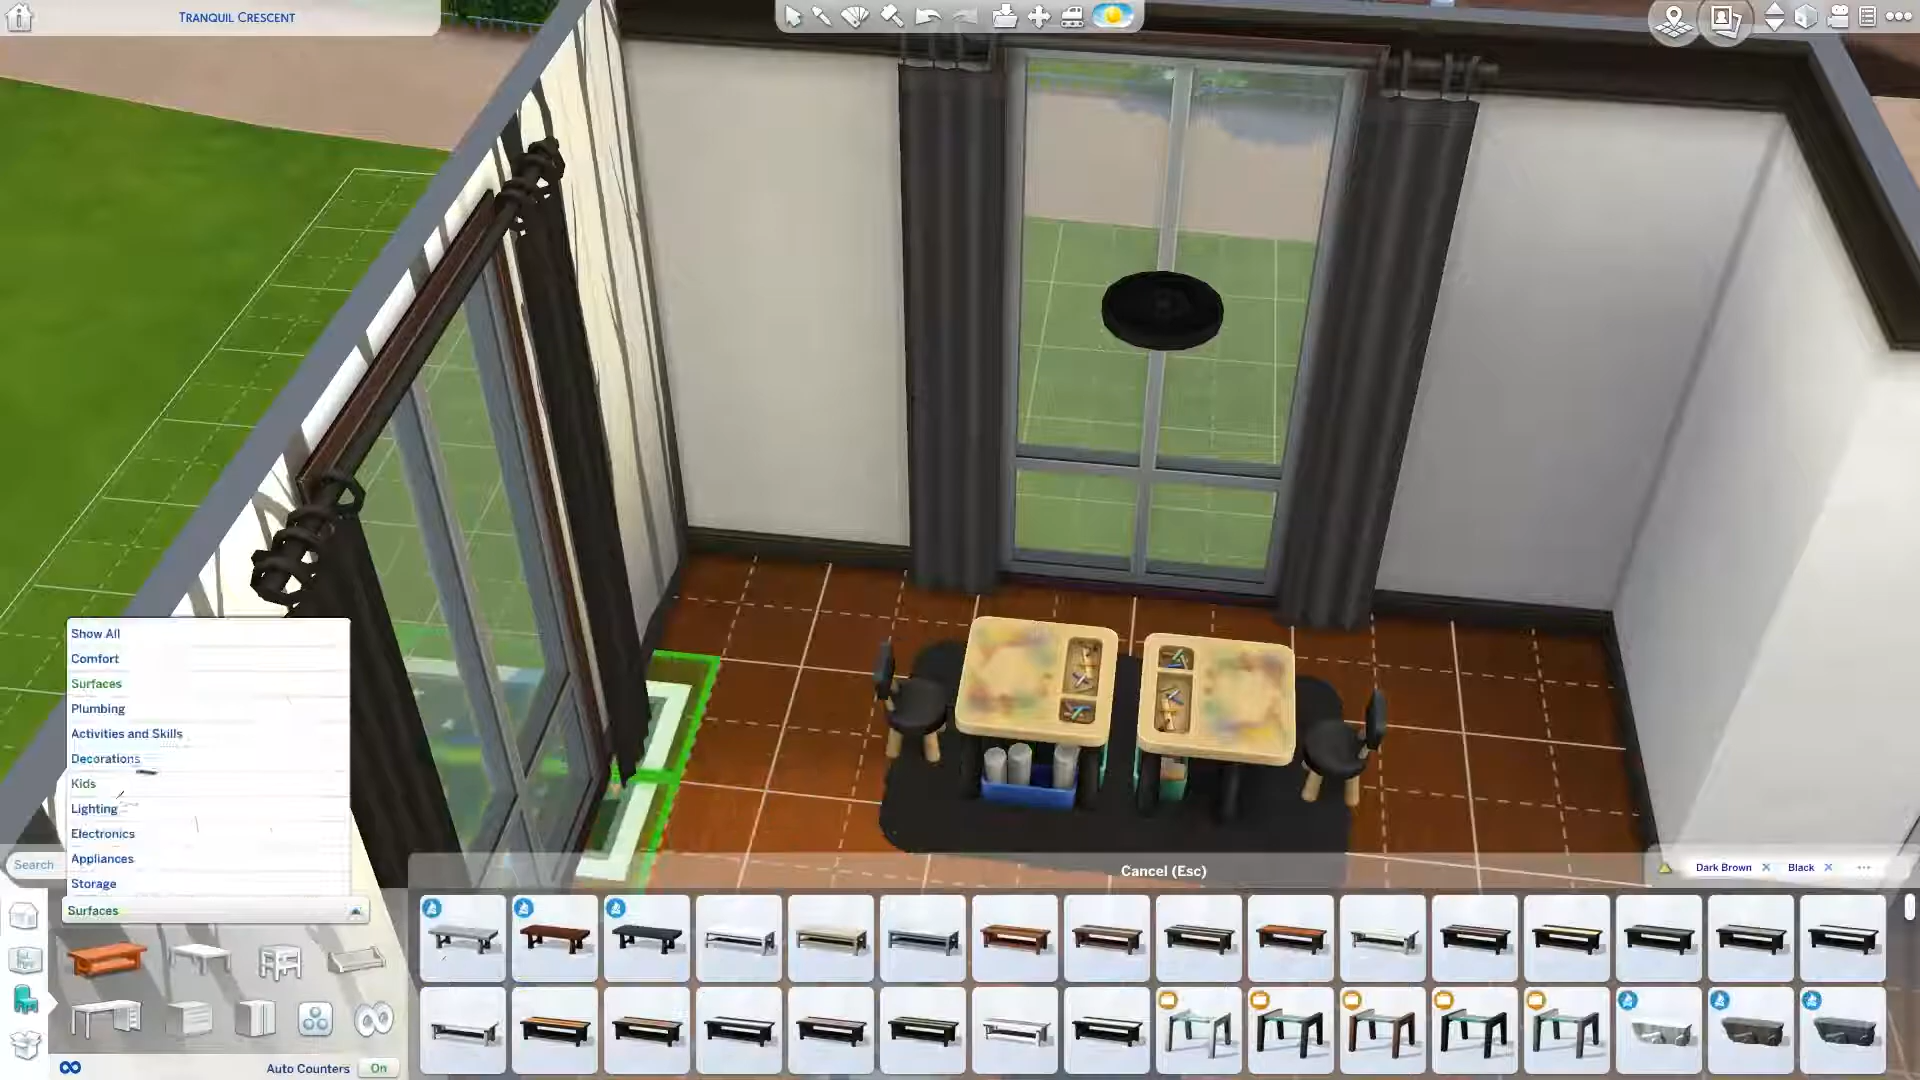 TRANQUIL CRESCENT
Show All
Comfort
Surfaces
Plumbing
Activities and Skills
Decorations
Kids
Lighting
Electronics
Appliances
Storage
Search
Surfaces
Cancel (Esc)
Dark Brown
Black
Auto Counters
On